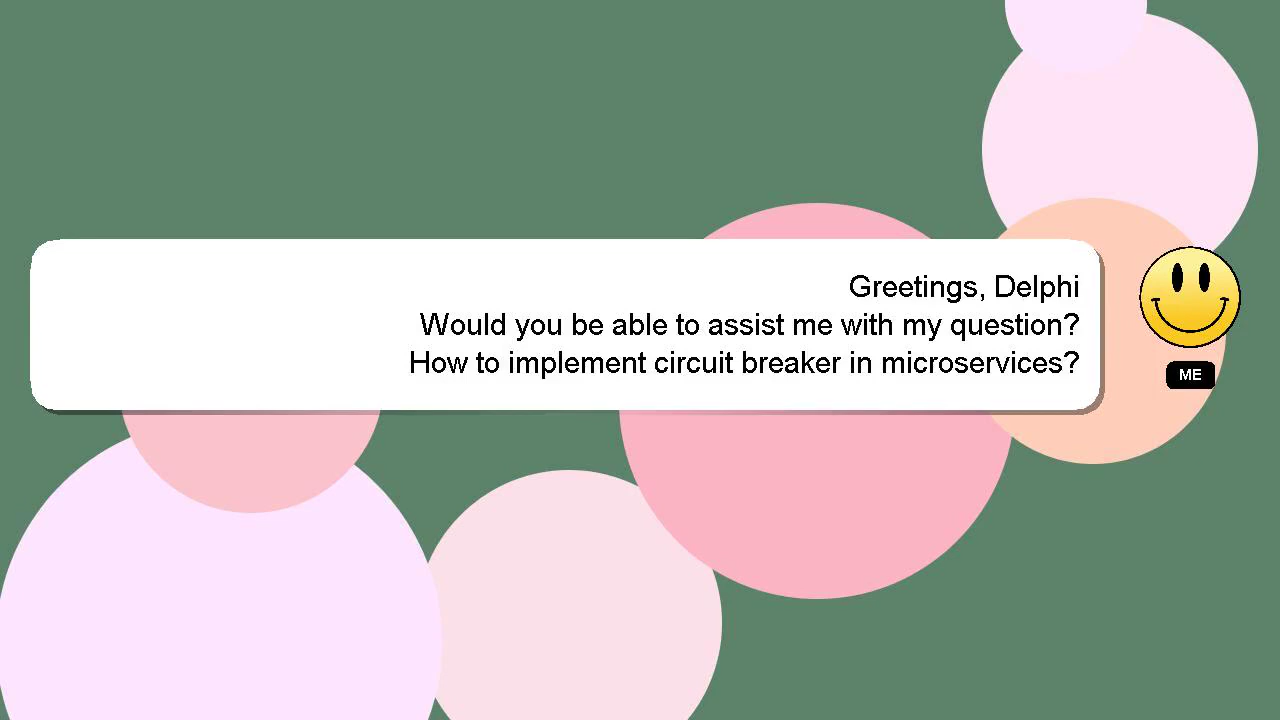 Greetings, Delphi
Would you be able to assist me with my question?
How to implement circuit breaker in microservices?
ME